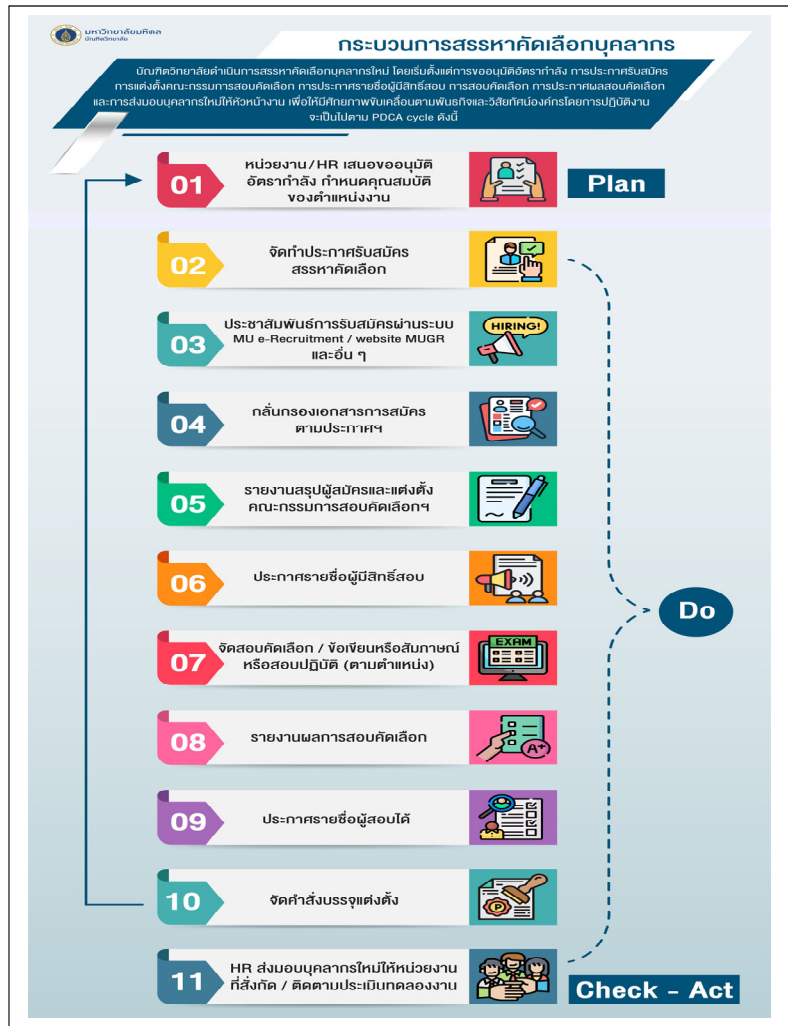 มหาวิทยาลัยมหิดล
บัณฑิตวิทยาลัย
กระบวนการสรรหาคัดเลือกบุคลากร
บัณฑิตวิทยาลัยดำเนินการสรรหาคัดเลือกบุคลากรใหม่ โดยเริ่มตั้งแต่การขออนุมัติอัตรากำลัง การประกาศรับสมัคร
การแต่งตั้งคณะกรรมการสอบคัดเลือก การประกาศรายชื่อผู้มีสิทธิ์สอบ การสอบคัดเลือก การประกาศผลสอบคัดเลือก
และการส่งมอบบุคลากรใหม่ให้หัวหน้างาน เพื่อให้มีศักยภาพขับเคลื่อนตามพันธกิจและวิสัยทัศน์องค์กรโดยการปฏิบัติงาน
จะเป็นไปตาม PDCA cycle ดังนี้
01
หน่วยงาน/HR เสนอขออนุมัติ
อัตรากำลัง กำหนดคุณสมบัติ
ของตำแหน่งงาน
Plan
02
จัดทำประกาศรับสมัคร
สรรหาคัดเลือก
03
ประชาสัมพันธ์การรับสมัครผ่านระบบ
MU e-Recruitment / website MUGR
และอื่น ๆ
HIRING!
04
กลั่นกรองเอกสารการสมัคร
ตามประกาศฯ
05
รายงานสรุปผู้สมัครและแต่งตั้ง
คณะกรรมการสอบคัดเลือกฯ
06
ประกาศรายชื่อผู้มีสิทธิ์สอบ
Do
07
จัดสอบคัดเลือก / ข้อเขียนหรือสัมภาษณ์
หรือสอบปฏิบัติ (ตามตำแหน่ง)
EXAM
08
รายงานผลการสอบคัดเลือก
A+
09
ประกาศรายชื่อผู้สอบได้
10
จัดคำสั่งบรรจุแต่งตั้ง
P
11
HR ส่งมอบบุคลากรใหม่ให้หน่วยงาน
ที่สั่งกัด / ติดตามประเมินทดลองงาน
Check - Act